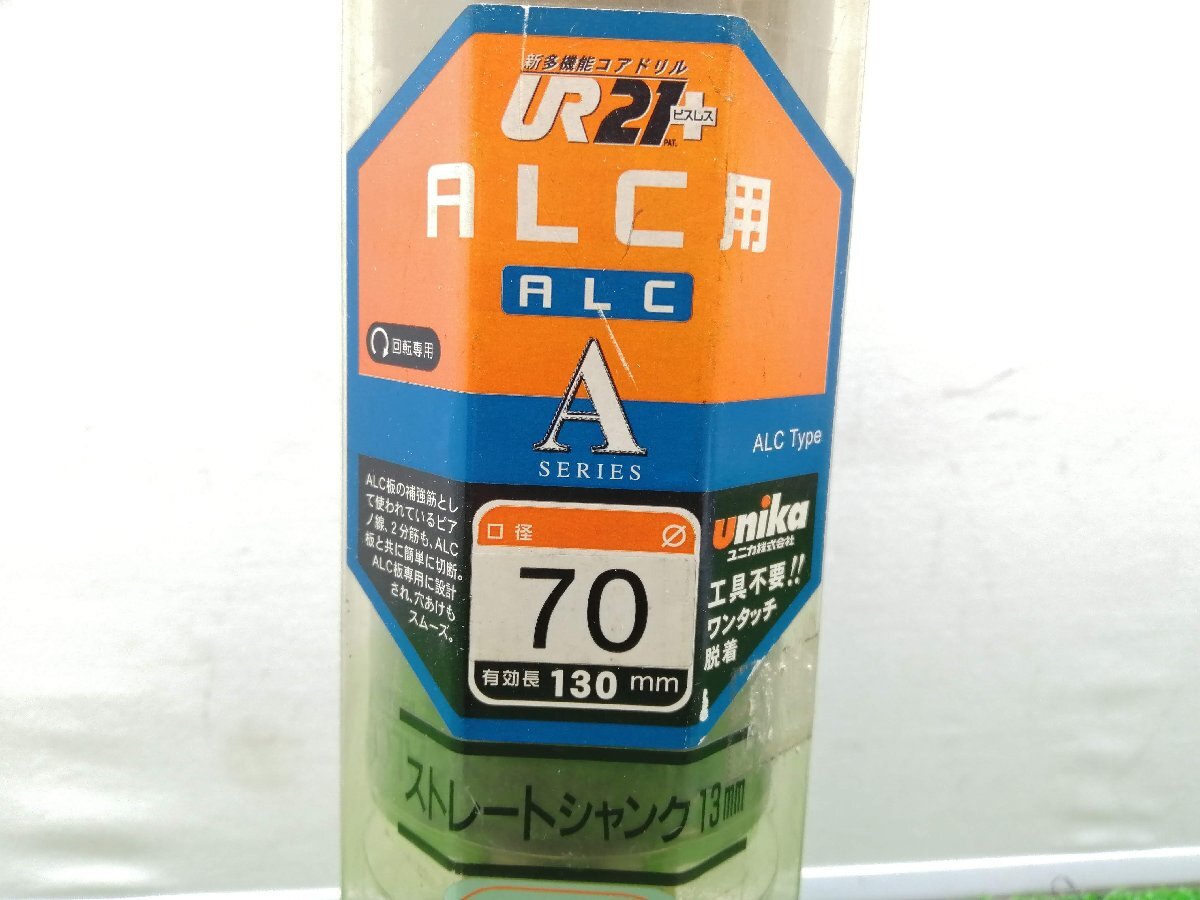 新多機能コアドリル
UR21+
ビスレス
PAT.
ALC用
ALC
回転専用
A
SERIES
ALC Type
ALC板の補強筋とし
て使われているピア
ノ線、2分筋も、ALC
板と共に簡単に切断。
ALC板専用に設計
され、穴あけも
スムーズ。
口径 ⌀
70
有効長 130 mm
unika
ユニカ株式会社
工具不要!!
ワンタッチ
脱着
ストレートシャンク13mm